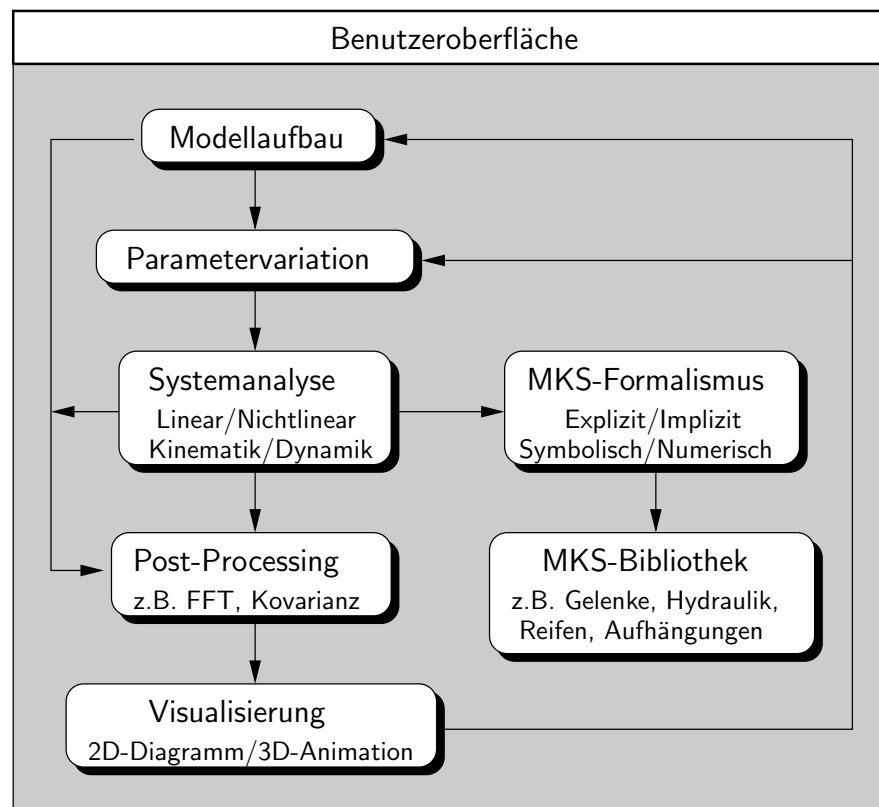 Benutzeroberfläche
Modellaufbau
Parametervariation
Systemanalyse
Linear/Nichtlinear
Kinematik/Dynamik
MKS-Formalismus
Explizit/Implizit
Symbolisch/Numerisch
Post-Processing
z.B. FFT, Kovarianz
MKS-Bibliothek
z.B. Gelenke, Hydraulik,
Reifen, Aufhängungen
Visualisierung
2D-Diagramm/3D-Animation